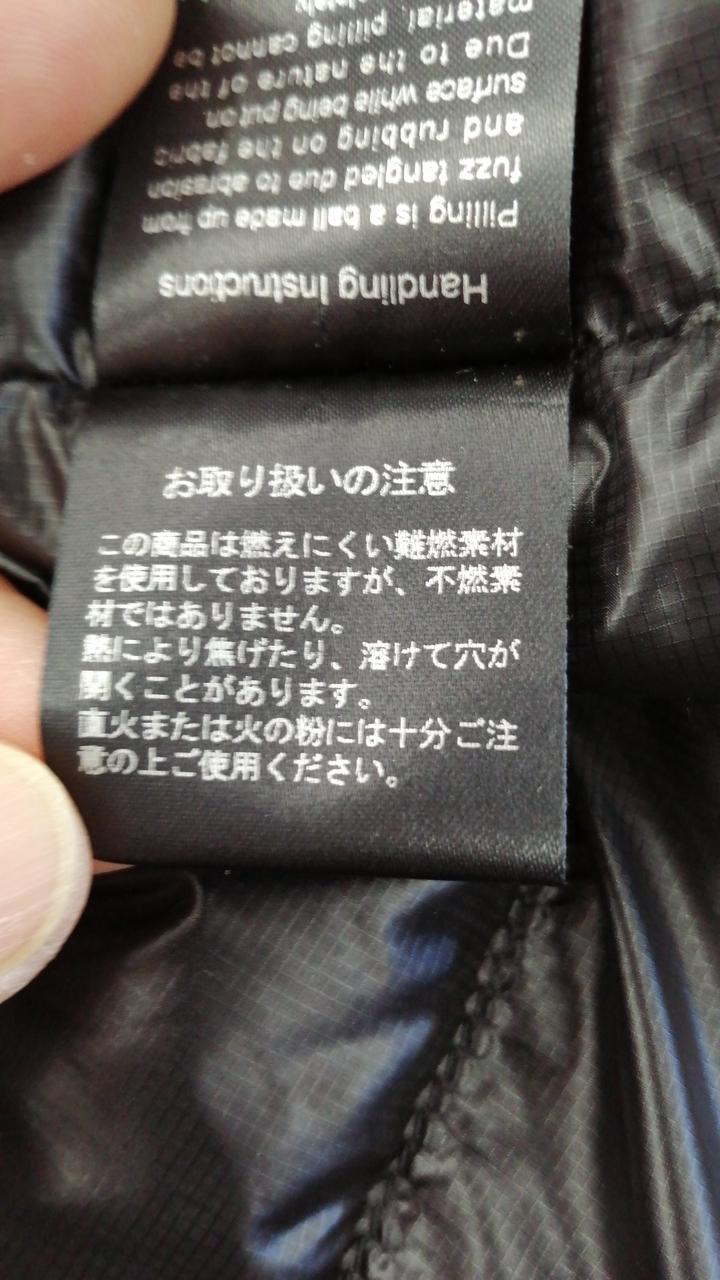 お取り扱いの注意
この商品は燃えにくい難燃素材
を使用しておりますが、不燃素
材ではありません。
熱により焦げたり、溶けて穴が
開くことがあります。
直火または火の粉には十分ご注
意の上ご使用ください。
Handling Instructions
Pilling is a ball made up from
fuzz tangled due to abrasion
and rubbing on the fabric
surface while being put on.
Due to the nature of the
material, pilling cannot be